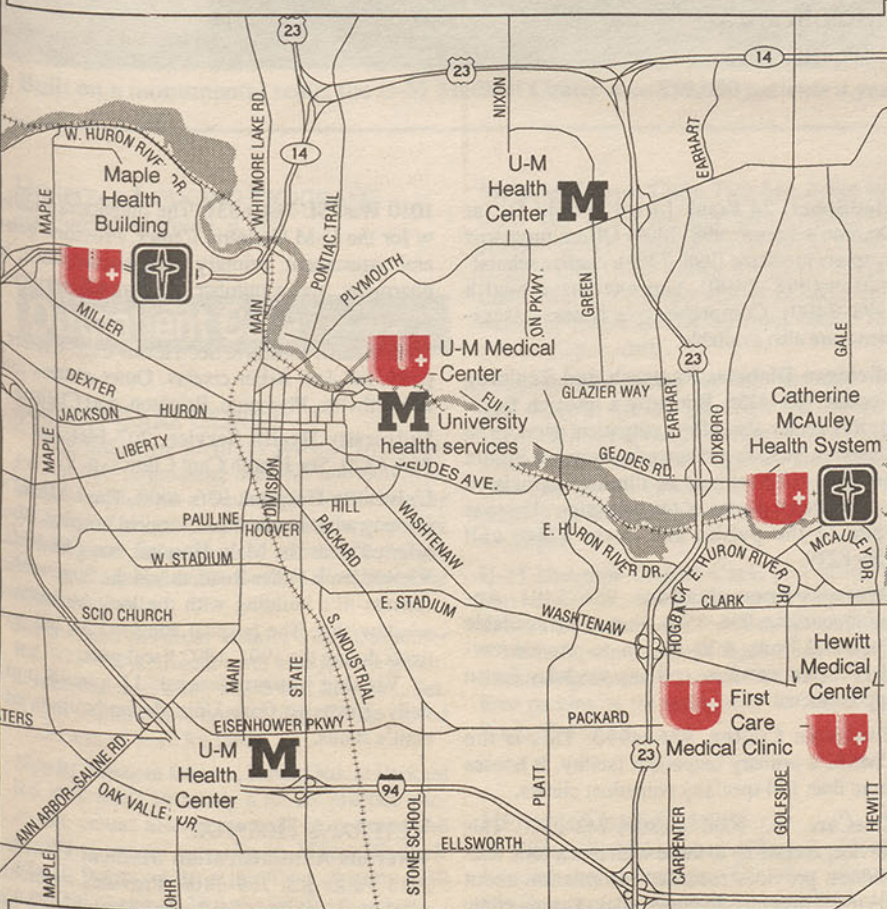 23
23
14
NIXON
EARHART
14
WHITMORE LAKE RD.
W. HURON RIVER DR.
Maple
Health
Building
MAPLE
U-M
Health
Center
M
PONTIAC TRAIL
PLYMOUTH
U+
MILLER
MAIN
ON PKWY.
GREEN
GALE
23
U+
U-M Medical
Center
DEXTER
JACKSON
HURON
M
University
health services
GLAZIER WAY
EARHART
DIXBORO
Catherine
McAuley
Health System
MAPLE
LIBERTY
GEDDES AVE.
GEDDES RD.
U+
DIVISION
HILL
PAULINE
HOOVER
PACKARD
WASHTENAW
E. HURON RIVER DR.
E. HURON RIVER DR.
MCAULEY DR.
W. STADIUM
E. STADIUM
WASHTENAW
HOGBACK
CLARK
SCIO CHURCH
S. INDUSTRIAL
Hewitt
Medical
Center
MAIN
STATE
U+
First
Care
Medical Clinic
U+
TERS
EISENHOWER PKWY
PACKARD
U-M
Health
Center
M
23
ANN ARBOR-SALINE RD.
OAK VALLEY DR.
94
PLATT
GOLFSIDE
HEWITT
STONE SCHOOL
ELLSWORTH
CARPENTER
MAPLE
OHR